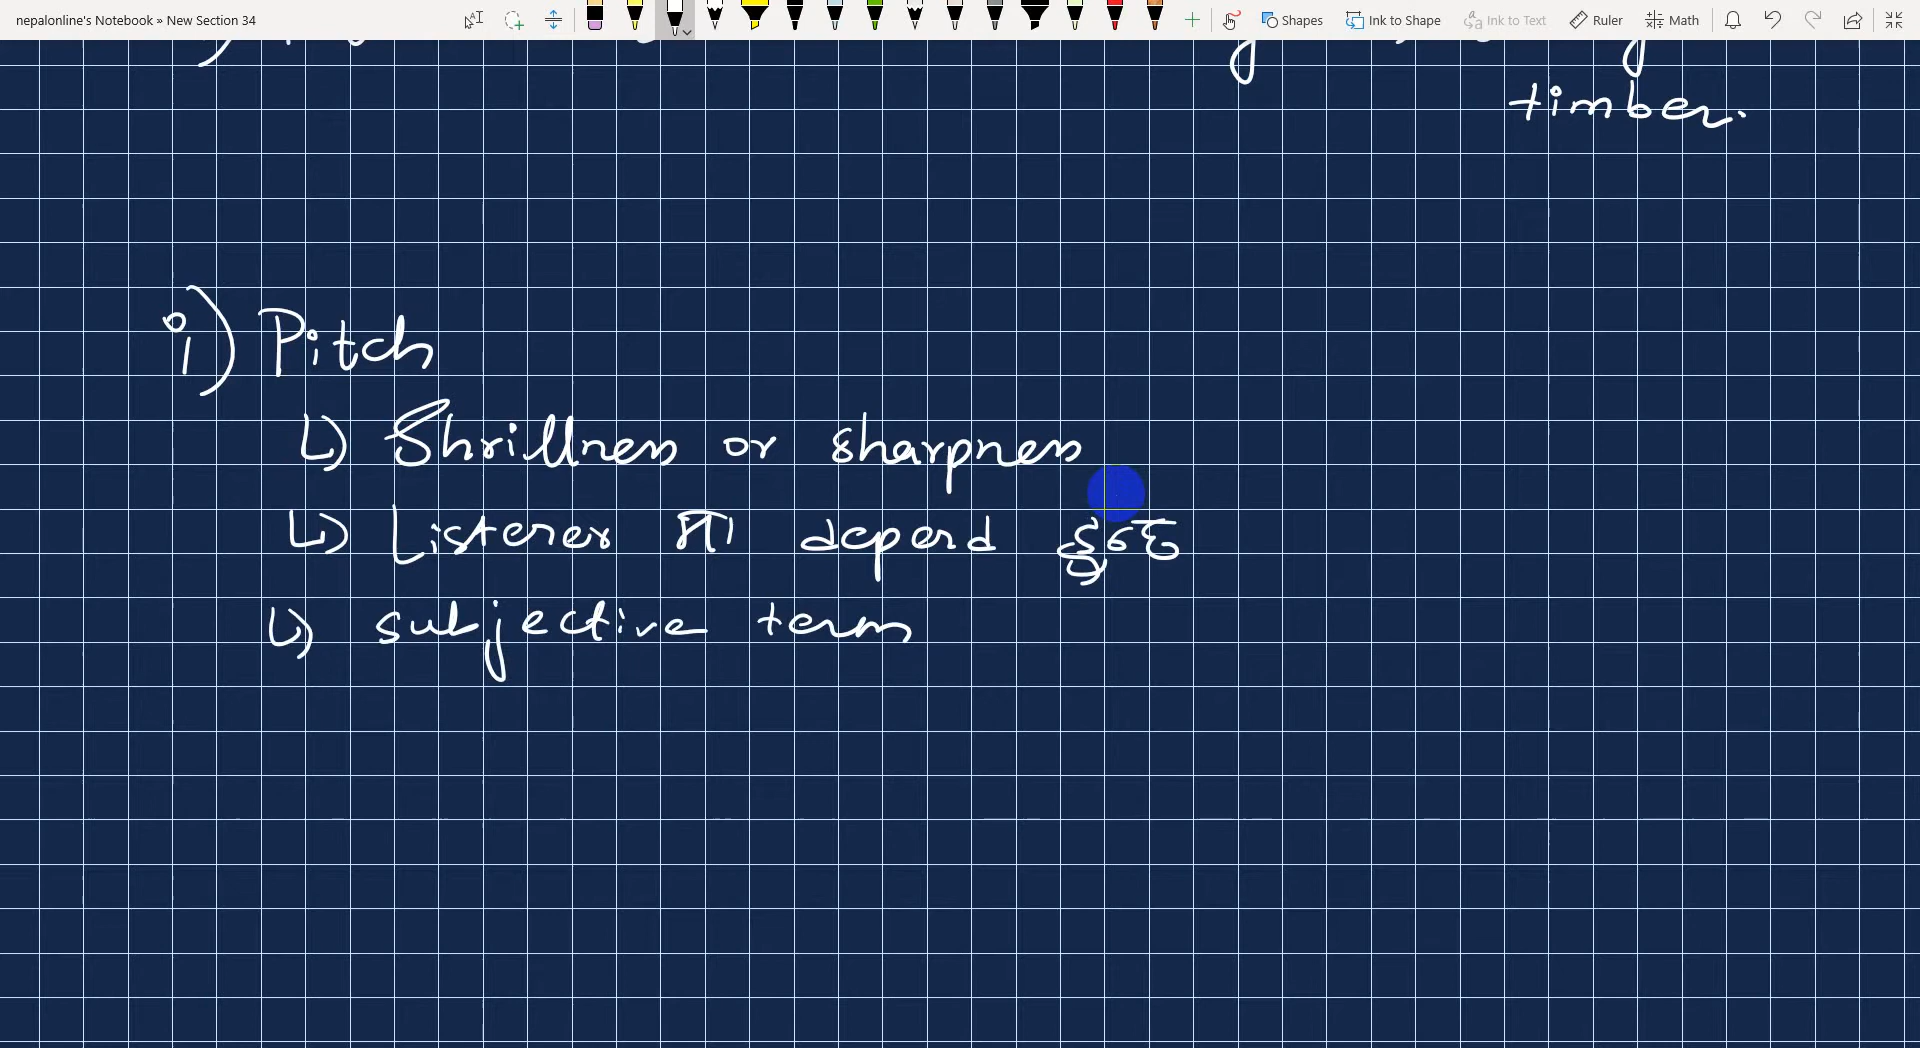 nepalonline's Notebook » New Section 34
Shapes Ink to Shape Ink to Text Ruler Math
timber.
i) Pitch
↳ Shrillness or sharpness
↳ Listerer मा depend हुन्छ
↳ subjective term